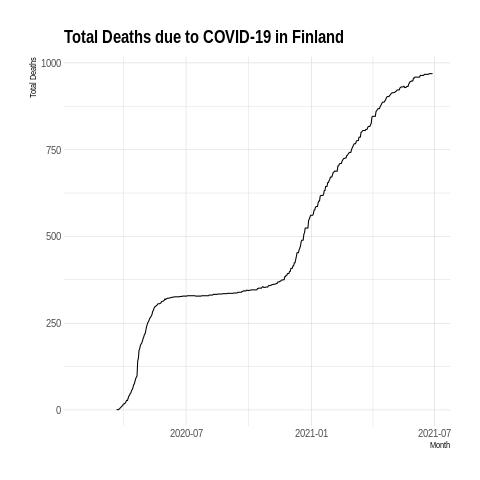 Total Deaths due to COVID-19 in Finland
Total Deaths
1000
750
500
250
0
2020-07
2021-01
2021-07
Month